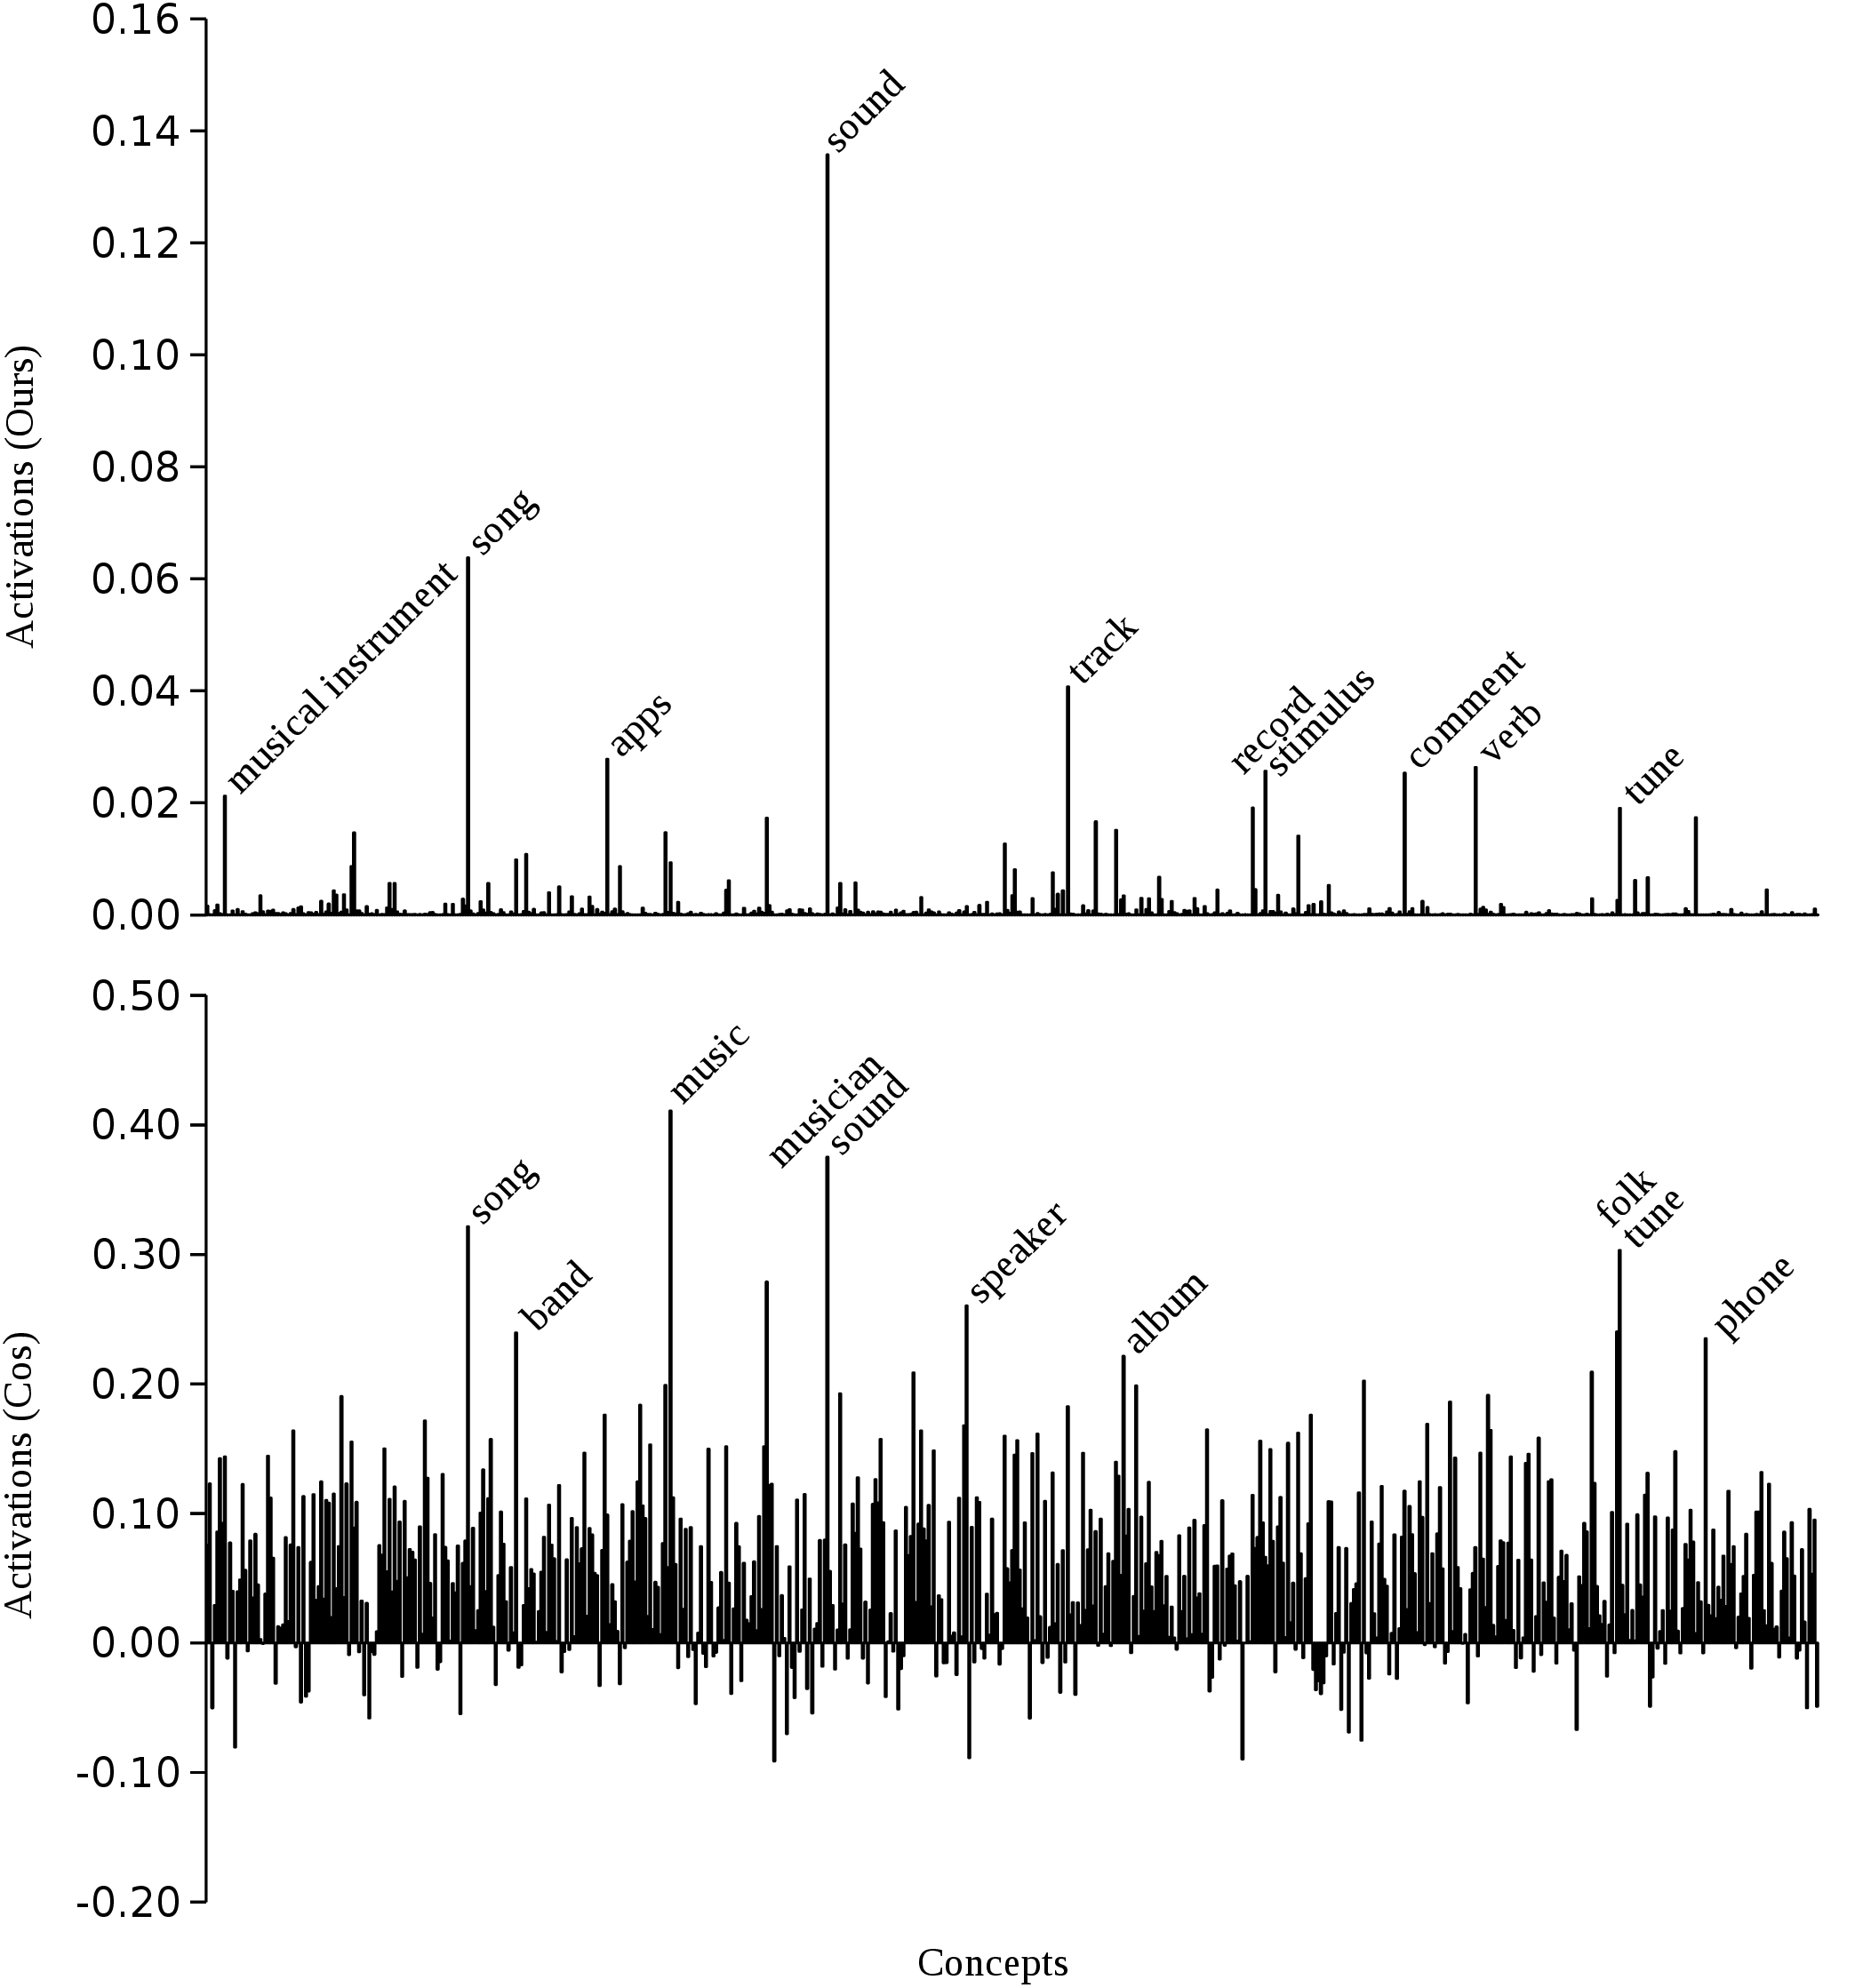 0.16
0.14
0.12
0.10
0.08
0.06
0.04
0.02
0.00
Activations (Ours)
musical instrument
song
apps
sound
track
record
stimulus
comment
verb
tune
0.50
0.40
0.30
0.20
0.10
0.00
-0.10
-0.20
Activations (Cos)
song
band
music
musician
sound
speaker
album
folk
tune
phone
Concepts